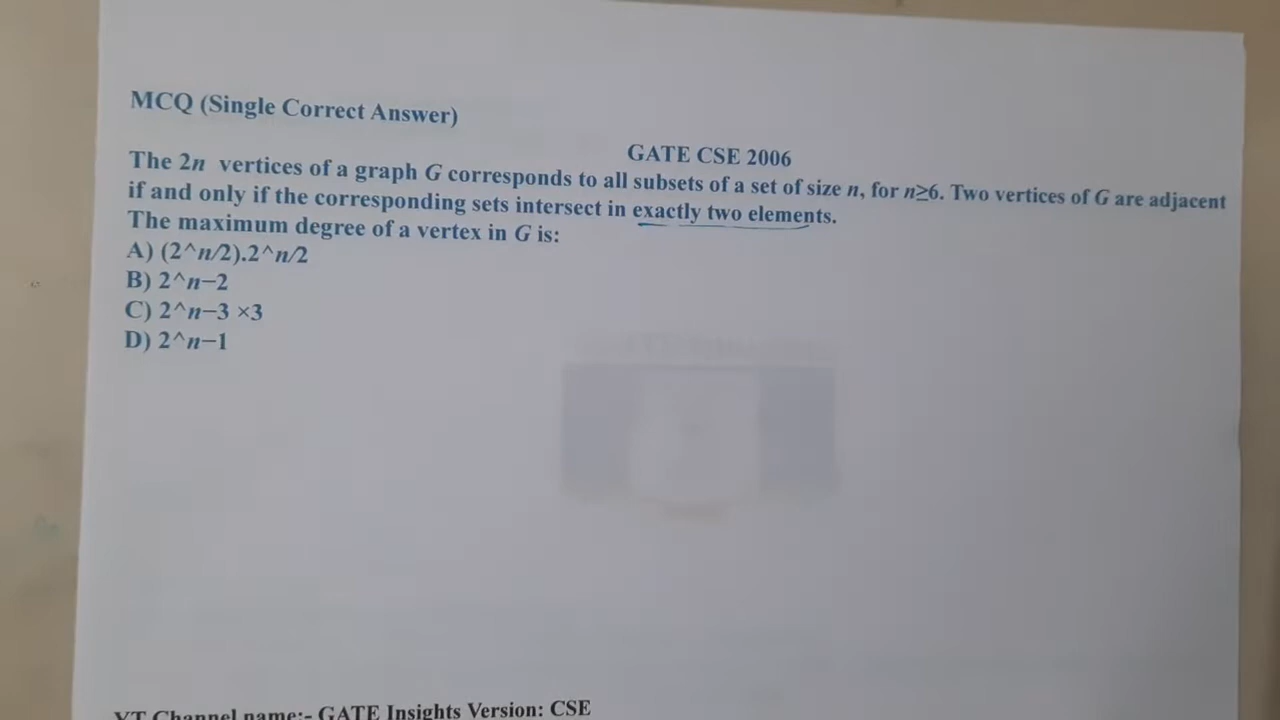 MCQ (Single Correct Answer)
GATE CSE 2006
The 2n vertices of a graph G corresponds to all subsets of a set of size n, for n≥6. Two vertices of G are adjacent
if and only if the corresponding sets intersect in exactly two elements.
The maximum degree of a vertex in G is:
A) (2^n/2).2^n/2
B) 2^n−2
C) 2^n−3 ×3
D) 2^n−1
YT Channel name:- GATE Insights Version: CSE